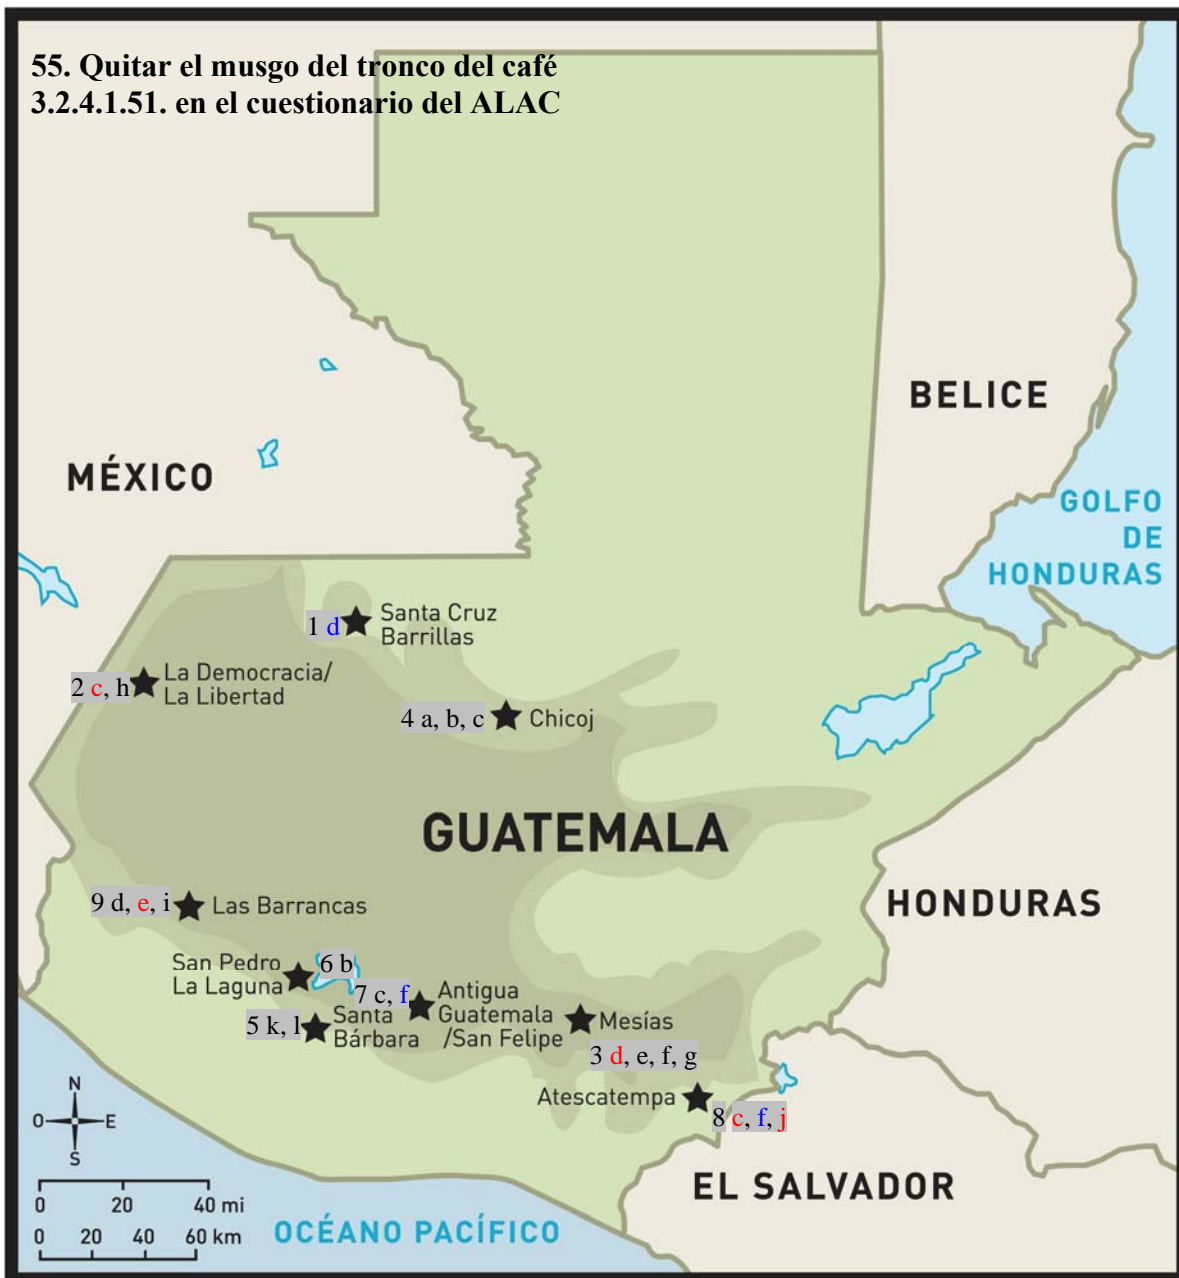 55. Quitar el musgo del tronco del café
3.2.4.1.51. en el cuestionario del ALAC
BELICE
MÉXICO
GOLFO
DE
HONDURAS
1 d
Santa Cruz
Barrillas
2 c, h
La Democracia/
La Libertad
4 a, b, c
Chicoj
GUATEMALA
HONDURAS
9 d, e, i
Las Barrancas
San Pedro
La Laguna
6 b
7 c, f
Antigua
Guatemala
/San Felipe
5 k, l
Santa
Bárbara
Mesías
3 d, e, f, g
Atescatempa
8 c, f, j
N
O
E
S
0 20 40 mi
0 20 40 60 km
OCÉANO PACÍFICO
EL SALVADOR